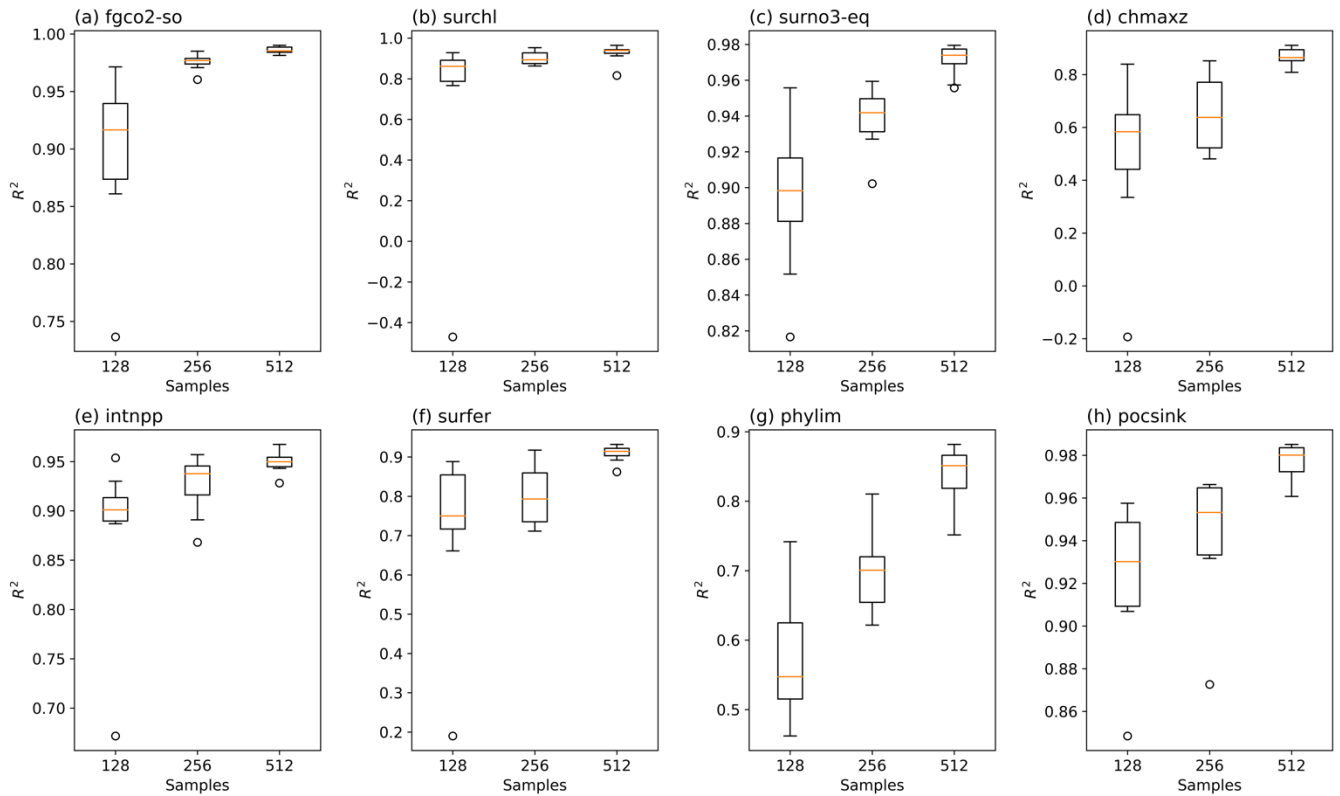 (a) fgco2-so
1.00
0.95
0.90
0.85
0.80
0.75
R²
128 256 512
Samples
(b) surchl
1.0
0.8
0.6
0.4
0.2
0.0
−0.2
−0.4
R²
128 256 512
Samples
(c) surno3-eq
0.98
0.96
0.94
0.92
0.90
0.88
0.86
0.84
0.82
R²
128 256 512
Samples
(d) chmaxz
0.8
0.6
0.4
0.2
0.0
−0.2
R²
128 256 512
Samples
(e) intnpp
0.95
0.90
0.85
0.80
0.75
0.70
R²
128 256 512
Samples
(f) surfer
0.9
0.8
0.7
0.6
0.5
0.4
0.3
0.2
R²
128 256 512
Samples
(g) phylim
0.9
0.8
0.7
0.6
0.5
R²
128 256 512
Samples
(h) pocsink
0.98
0.96
0.94
0.92
0.90
0.88
0.86
R²
128 256 512
Samples